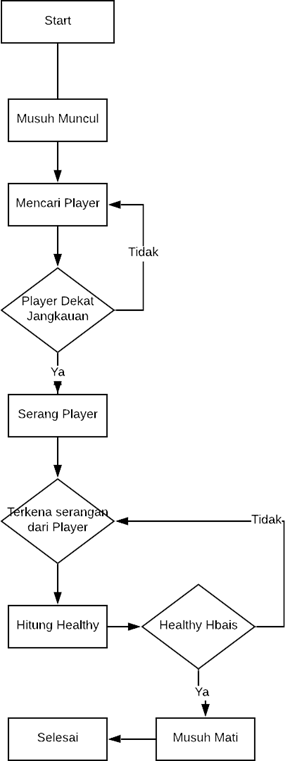 Start
Musuh Muncul
Mencari Player
Tidak
Player Dekat
Jangkauan
Ya
Serang Player
Terkena serangan
dari Player
Tidak
Hitung Healthy
Healthy Hbais
Ya
Selesai
Musuh Mati